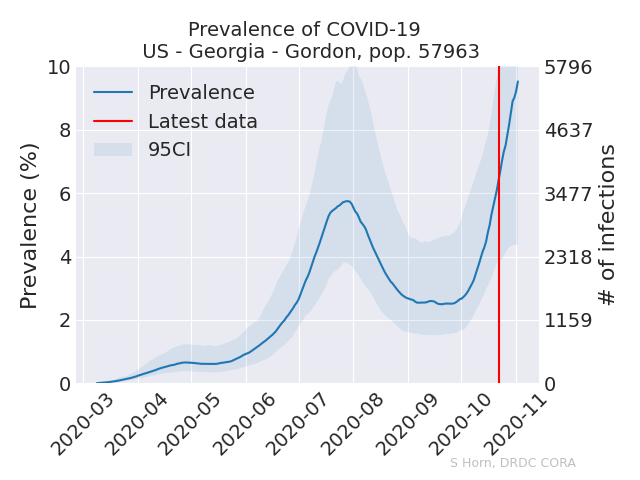 Prevalence of COVID-19
US - Georgia - Gordon, pop. 57963
Prevalence (%)
10
8
6
4
2
0
Prevalence
Latest data
95CI
5796
4637
3477
2318
1159
0
# of infections
2020-03
2020-04
2020-05
2020-06
2020-07
2020-08
2020-09
2020-10
2020-11
S Horn, DRDC CORA